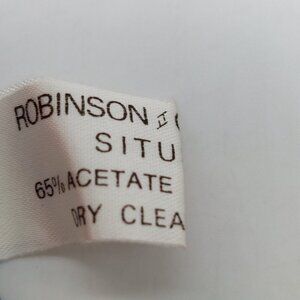 ROBINSON
SITU
65% ACETATE
DRY CLEA